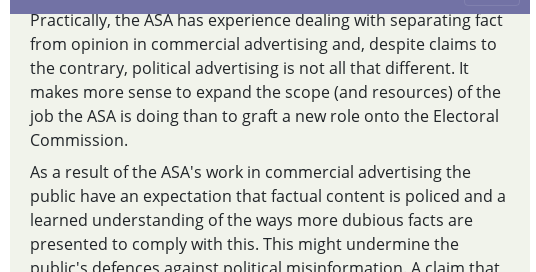 Practically, the ASA has experience dealing with separating fact
from opinion in commercial advertising and, despite claims to
the contrary, political advertising is not all that different. It
makes more sense to expand the scope (and resources) of the
job the ASA is doing than to graft a new role onto the Electoral
Commission.
As a result of the ASA's work in commercial advertising the
public have an expectation that factual content is policed and a
learned understanding of the ways more dubious facts are
presented to comply with this. This might undermine the
public's defences against political misinformation. A claim that